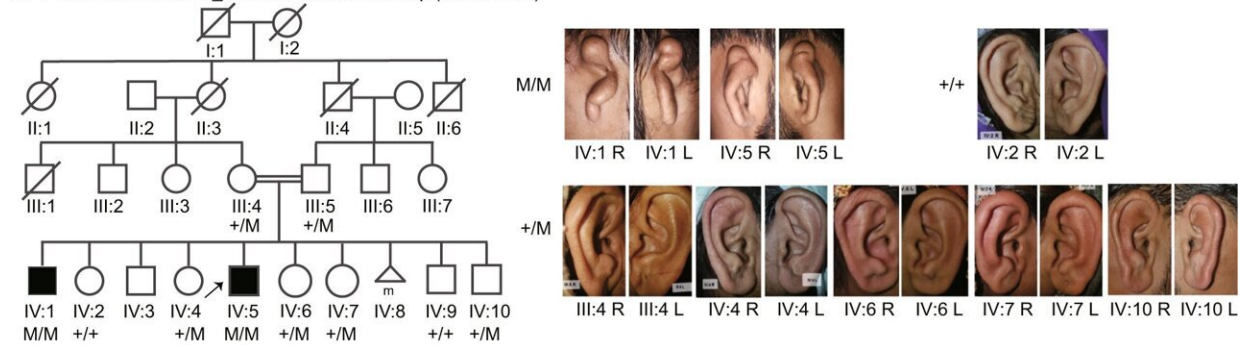 I:1 I:2
II:1 II:2 II:3 II:4 II:5 II:6
III:1 III:2 III:3 III:4 III:5 III:6 III:7
+/M +/M
m
IV:1 IV:2 IV:3 IV:4 IV:5 IV:6 IV:7 IV:8 IV:9 IV:10
M/M +/+ +/M M/M +/M +/M +/+ +/M
M/M
IV:1 R IV:1 L IV:5 R IV:5 L
+/+
IV:2 R
IV:2 R IV:2 L
+/M
III:4 R III:4 L IV:4 R IV:4 L IV:6 R IV:6 L IV:7 R IV:7 L IV:10 R IV:10 L